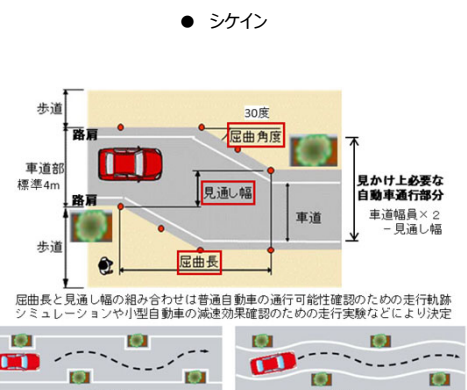 ● シケイン
歩道
30度
路肩
屈曲角度
車道部
標準4m
見通し幅
見かけ上必要な
自動車通行部分
路肩
車道
車道幅員×2
－見通し幅
歩道
屈曲長
屈曲長と見通し幅の組み合わせは普通自動車の通行可能性確認のための走行軌跡
シミュレーションや小型自動車の減速効果確認のための走行実験などにより決定